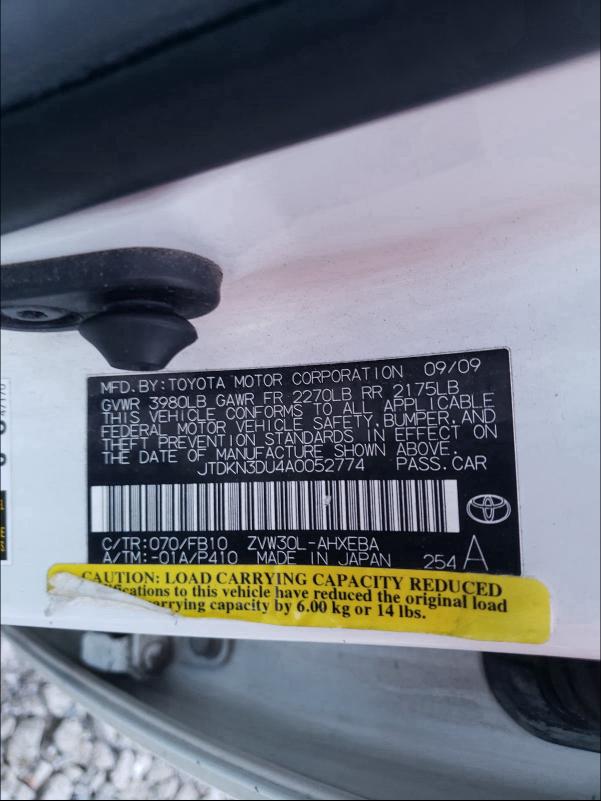 MFD.BY:TOYOTA MOTOR CORPORATION 09/09
GVWR 3980LB GAWR FR 2270LB RR 2175LB
THIS VEHICLE CONFORMS TO ALL APPLICABLE
FEDERAL MOTOR VEHICLE SAFETY,BUMPER,AND
THEFT PREVENTION STANDARDS IN EFFECT ON
THE DATE OF MANUFACTURE SHOWN ABOVE.
JTDKN3DU4A0052774 PASS.CAR
C/TR:070/FB10 ZVW30L-AHXEBA
A/TM:-01A/P410 MADE IN JAPAN 254 A
CAUTION: LOAD CARRYING CAPACITY REDUCED
ifications to this vehicle have reduced the original load
arrying capacity by 6.00 kg or 14 lbs.